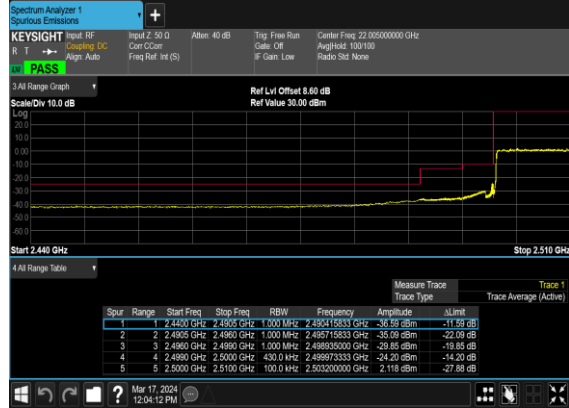 Spectrum Analyzer 1
Spurious Emissions
+
KEYSIGHT Input: RF Input Z: 50 Ω Atten: 40 dB Trig: Free Run Center Freq: 22.005000000 GHz
R T Coupling: DC Corr CCorr Gate: Off Avg|Hold: 100/100
Align: Auto Freq Ref: Int (S) IF Gain: Low Radio Std: None
LXI PASS
3 All Range Graph
Ref Lvl Offset 8.60 dB
Scale/Div 10.0 dB Ref Value 30.00 dBm
Log
20.0
10.0
0.00
-10.0
-20.0
-30.0
-40.0
-50.0
-60.0
Start 2.440 GHz Stop 2.510 GHz
4 All Range Table
Measure Trace Trace 1
Trace Type Trace Average (Active)
Spur Range Start Freq Stop Freq RBW Frequency Amplitude ΔLimit
1 1 2.4400 GHz 2.4905 GHz 1.000 MHz 2.490415833 GHz -36.59 dBm -11.59 dB
2 2 2.4905 GHz 2.4960 GHz 1.000 MHz 2.495715833 GHz -35.09 dBm -22.09 dB
3 3 2.4960 GHz 2.4990 GHz 1.000 MHz 2.498935000 GHz -29.85 dBm -19.85 dB
4 4 2.4990 GHz 2.5000 GHz 430.0 kHz 2.499973333 GHz -24.20 dBm -14.20 dB
5 5 2.5000 GHz 2.5100 GHz 100.0 kHz 2.503200000 GHz 2.118 dBm -27.88 dB
? Mar 17, 2024
12:04:12 PM